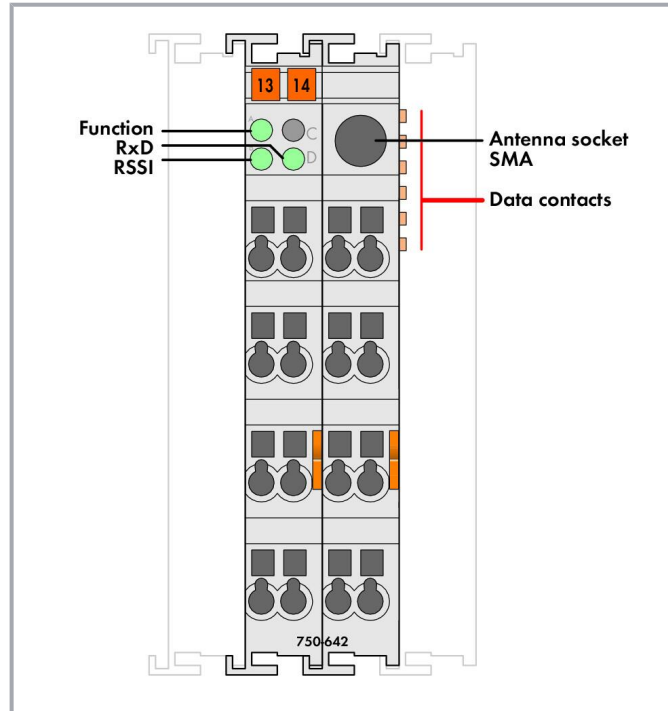 13 14
A C
Function
RxD D
RSSI
Antenna socket
SMA
Data contacts
750-642